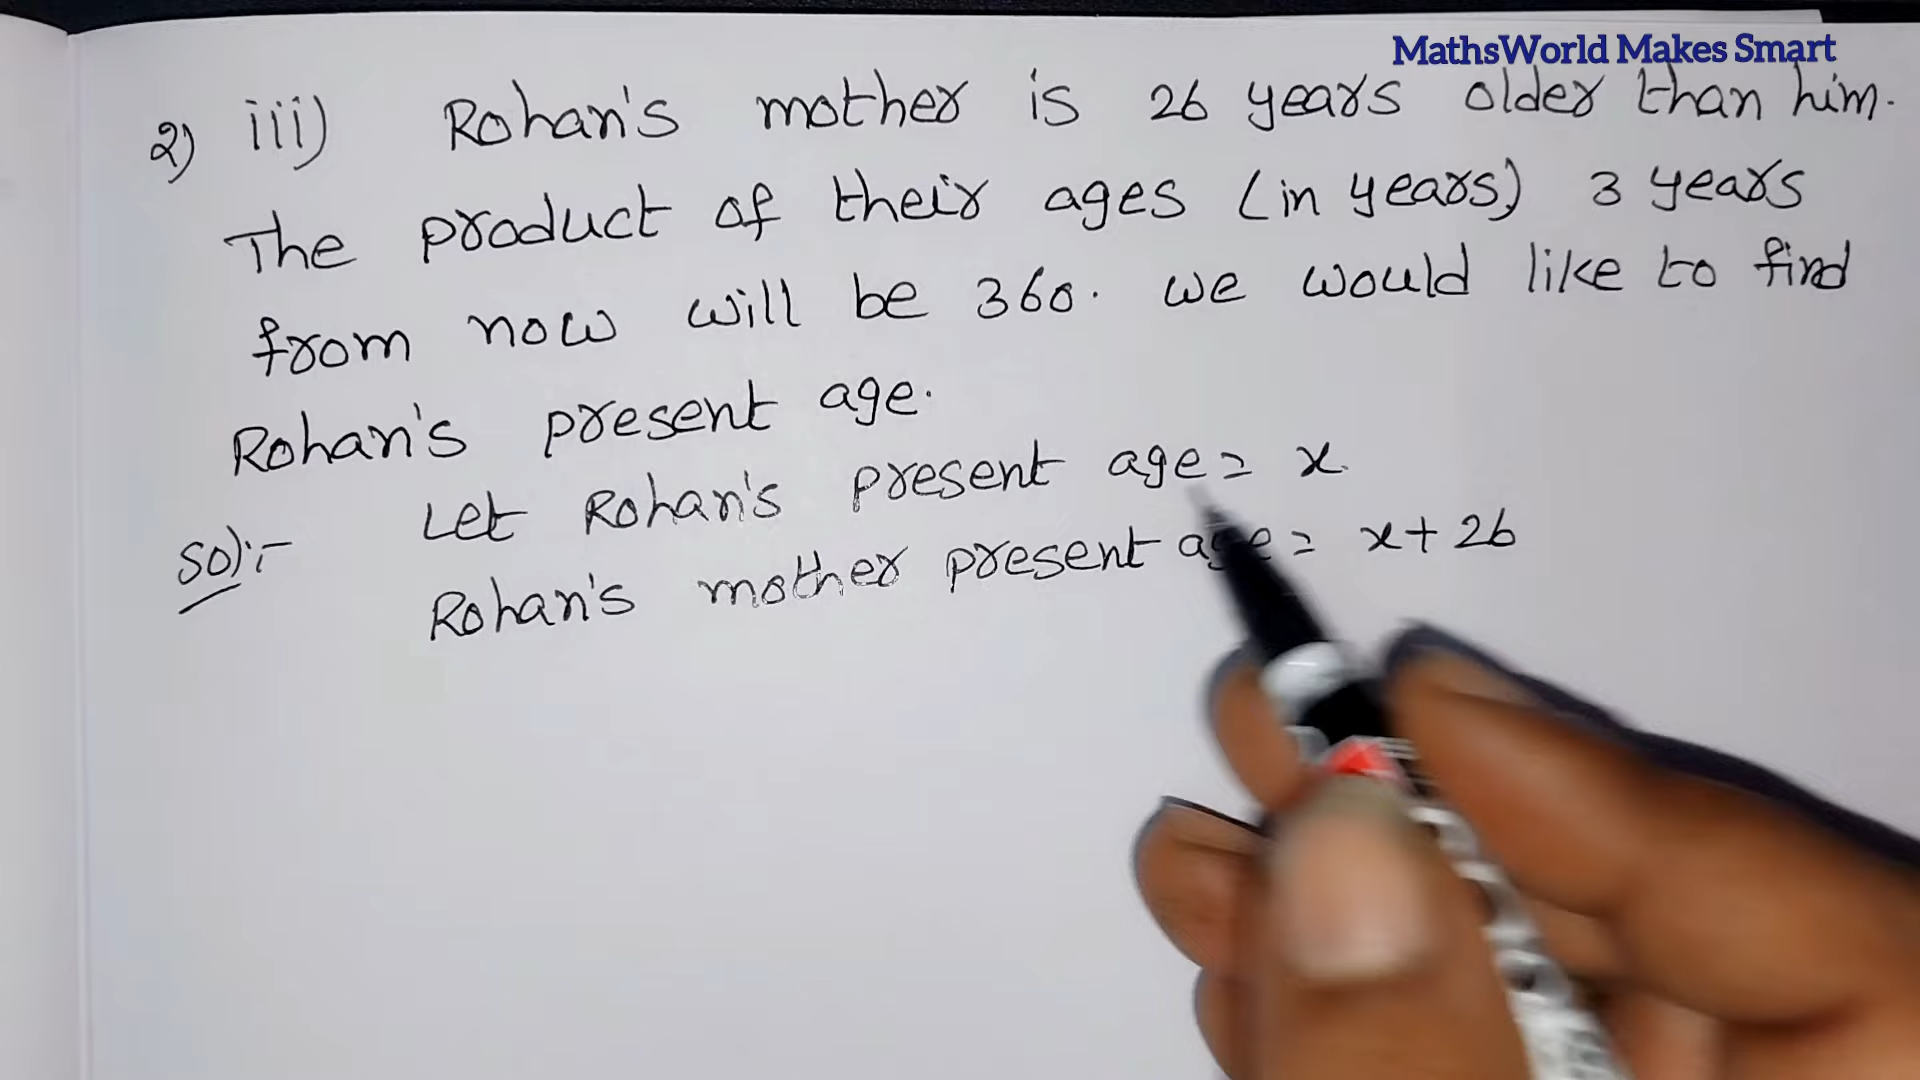 MathsWorld Makes Smart
2) iii) Rohan's mother is 26 years older than him.
The product of their ages (in years) 3 years
from now will be 360. we would like to find
Rohan's present age.
Sol:- Let Rohan's present age = x.
Rohan's mother present age = x + 26